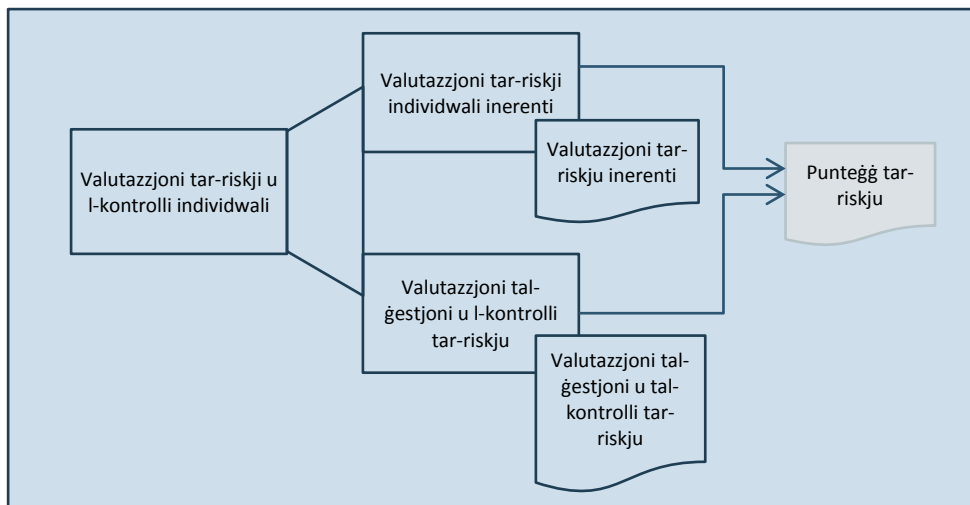 Valutazzjoni tar-riskji u
l-kontrolli individwali
Valutazzjoni tar-riskji
individwali inerenti
Valutazzjoni tar-
riskju inerenti
Valutazzjoni tal-
ġestjoni u l-kontrolli
tar-riskju
Valutazzjoni tal-
ġestjoni u tal-
kontrolli tar-
riskju
Punteġġ tar-
riskju